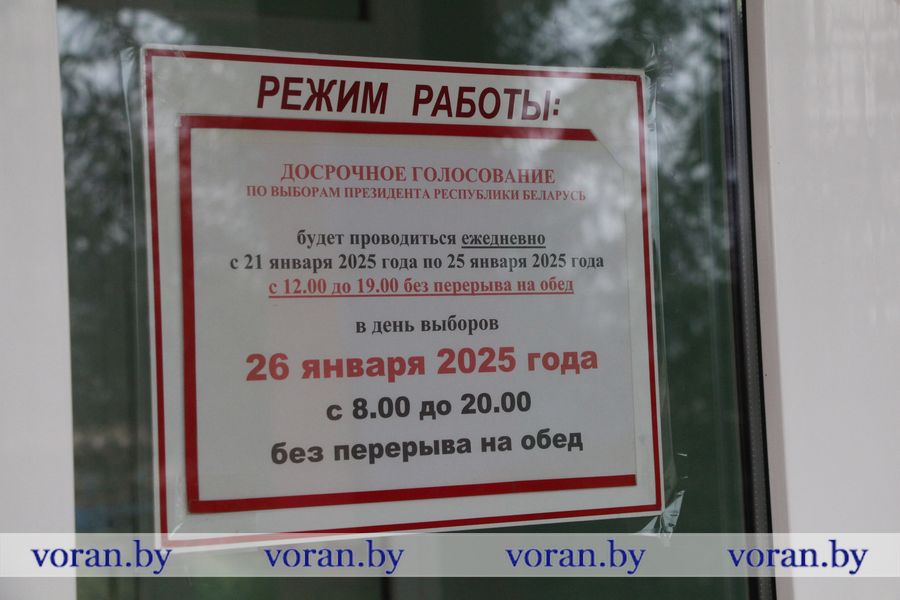 РЕЖИМ РАБОТЫ:
ДОСРОЧНОЕ ГОЛОСОВАНИЕ
ПО ВЫБОРАМ ПРЕЗИДЕНТА РЕСПУБЛИКИ БЕЛАРУСЬ
будет проводиться ежедневно
с 21 января 2025 года по 25 января 2025 года
с 12.00 до 19.00 без перерыва на обед
в день выборов
26 января 2025 года
с 8.00 до 20.00
без перерыва на обед
voran.by voran.by voran.by voran.by